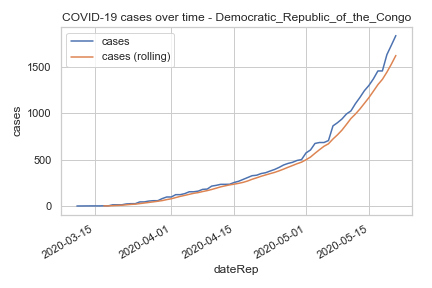 COVID-19 cases over time - Democratic_Republic_of_the_Congo
cases
cases (rolling)
cases
1500
1000
500
0
2020-03-15
2020-04-01
2020-04-15
2020-05-01
2020-05-15
dateRep